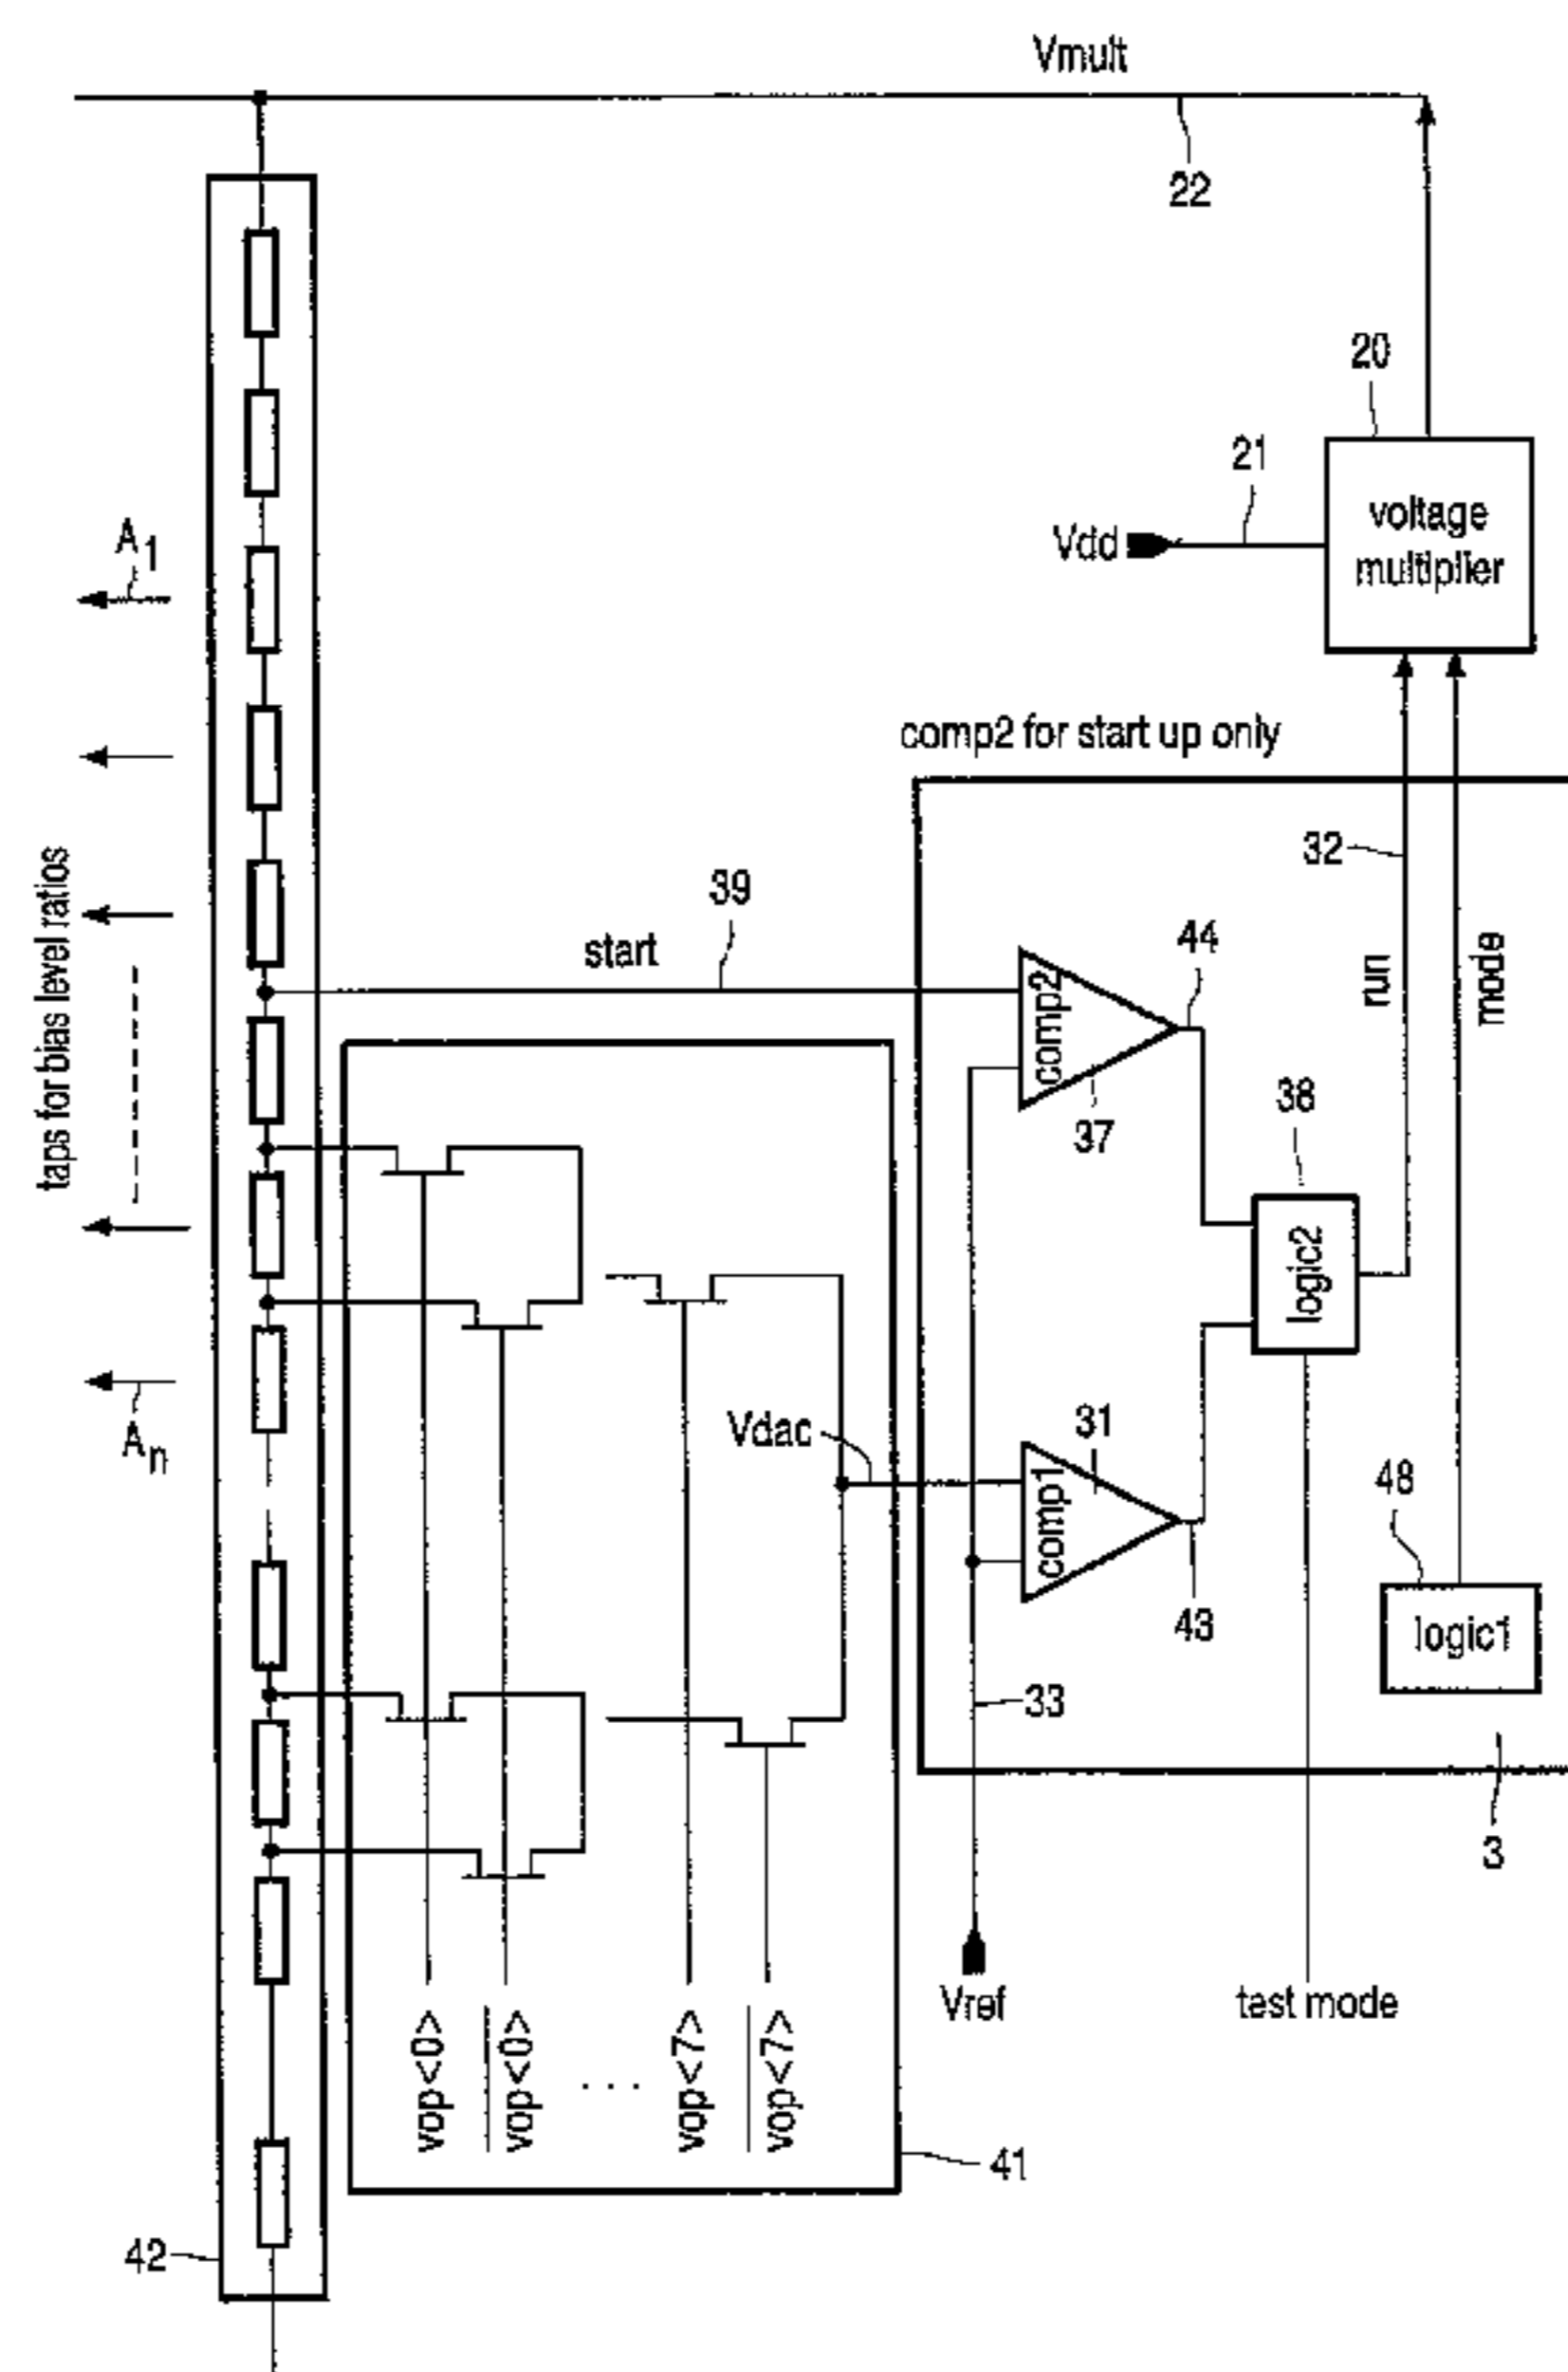 Vmult
22
20
21
Vdd
voltage
multiplier
A1
comp2 for start up only
32
taps for bias level ratios
39
start
44
run
mode
comp2
37
38
logic2
An
Vdac
31
comp1
48
43
logic1
33
3
Vref
test mode
vop<0>
vop<0>
. . .
vop<7>
vop<7>
41
42